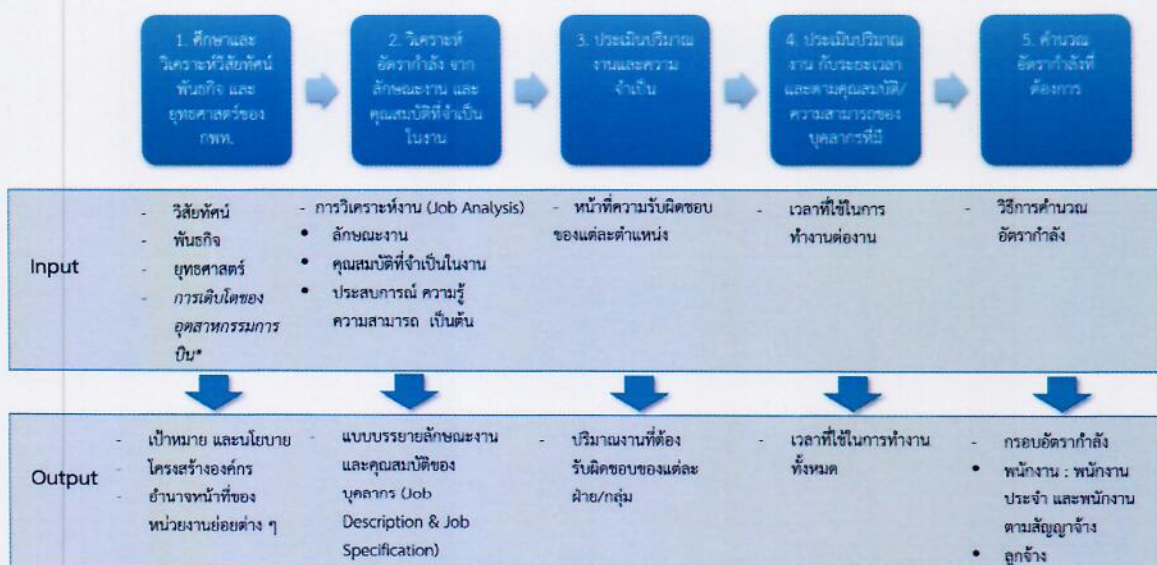 1. ศึกษาและ
วิเคราะห์วิสัยทัศน์
พันธกิจ และ
ยุทธศาสตร์ของ
กพท.
2. วิเคราะห์
อัตรากำลัง จาก
ลักษณะงาน และ
คุณสมบัติที่จำเป็น
ในงาน
3. ประเมินปริมาณ
งานและความ
จำเป็น
4. ประเมินปริมาณ
งาน กับระยะเวลา
และตามคุณสมบัติ/
ความสามารถของ
บุคลากรที่มี
5. คำนวณ
อัตรากำลังที่
ต้องการ
Input
- วิสัยทัศน์
- พันธกิจ
- ยุทธศาสตร์
- การเติบโตของ
อุตสาหกรรมการ
บิน*
- การวิเคราะห์งาน (Job Analysis)
• ลักษณะงาน
• คุณสมบัติที่จำเป็นในงาน
• ประสบการณ์ ความรู้
ความสามารถ เป็นต้น
- หน้าที่ความรับผิดชอบ
ของแต่ละตำแหน่ง
- เวลาที่ใช้ในการ
ทำงานต่องาน
- วิธีการคำนวณ
อัตรากำลัง
Output
- เป้าหมาย และนโยบาย
- โครงสร้างองค์กร
- อำนาจหน้าที่ของ
หน่วยงานย่อยต่าง ๆ
- แบบบรรยายลักษณะงาน
และคุณสมบัติของ
บุคลากร (Job
Description & Job
Specification)
- ปริมาณงานที่ต้อง
รับผิดชอบของแต่ละ
ฝ่าย/กลุ่ม
- เวลาที่ใช้ในการทำงาน
ทั้งหมด
- กรอบอัตรากำลัง
• พนักงาน : พนักงาน
ประจำ และพนักงาน
ตามสัญญาจ้าง
• ลูกจ้าง